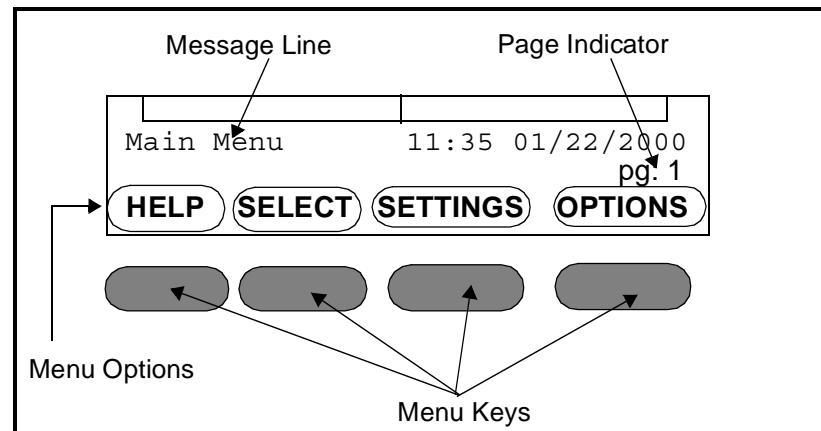 Message Line Page Indicator
Main Menu 11:35 01/22/2000
pg: 1
HELP SELECT SETTINGS OPTIONS
Menu Options
Menu Keys